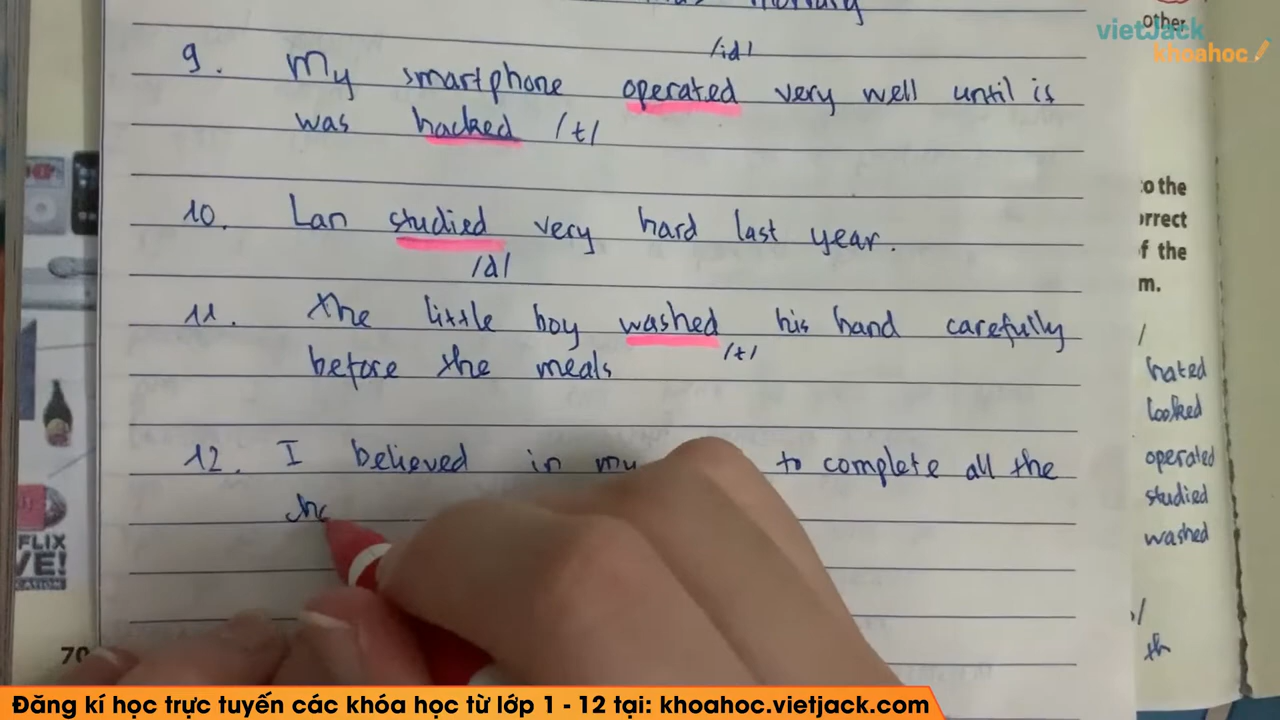 other
vietJack
khoahoc
/id/
9. My smartphone operated very well until is
was hacked /t/
10. Lan studied very hard last year.
/d/
11. The little boy washed his hand carefully
before the meals /t/
12. I believed in my to complete all the
to the
orrect
f the
m.
/
hated
looked
operated
studied
washed
th
FLIX
VE!
70
Đăng kí học trực tuyến các khóa học từ lớp 1 - 12 tại: khoahoc.vietjack.com